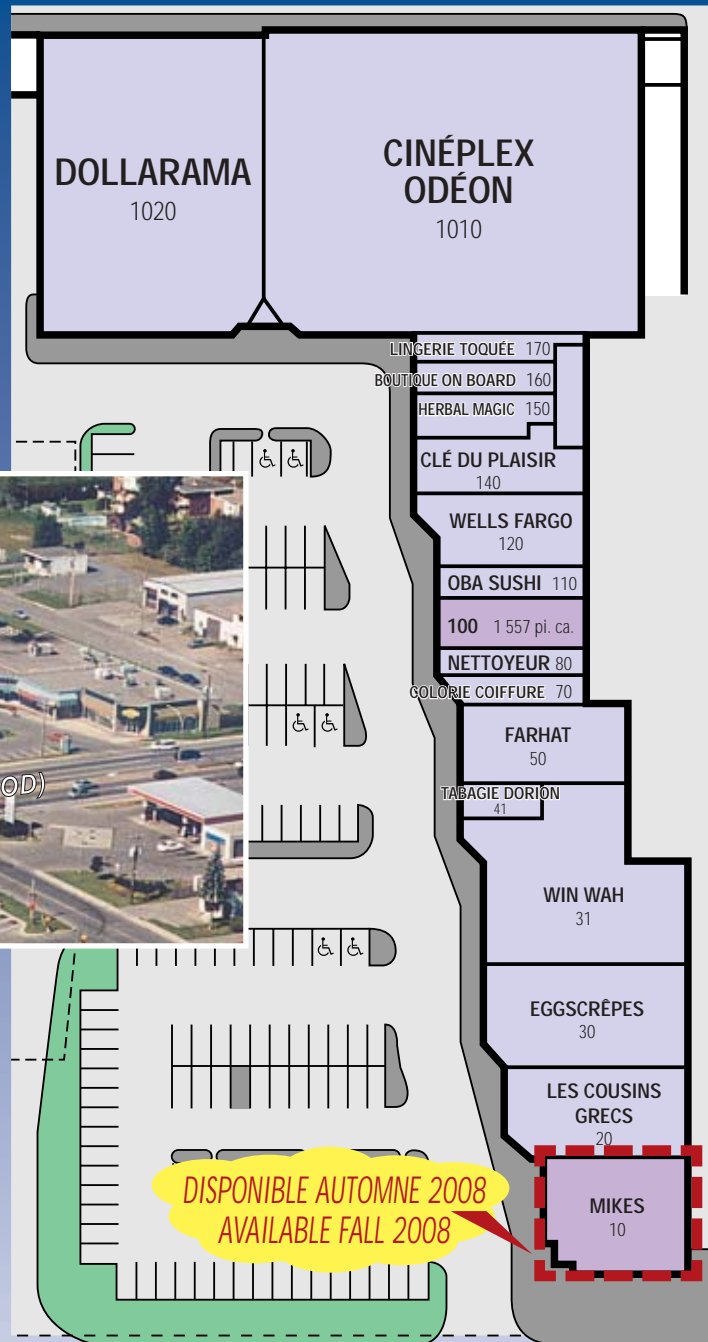 DOLLARAMA
1020
CINÉPLEX
ODÉON
1010
LINGERIE TOQUÉE 170
BOUTIQUE ON BOARD 160
HERBAL MAGIC 150
CLÉ DU PLAISIR
140
WELLS FARGO
120
OBA SUSHI 110
100 1 557 pi. ca.
NETTOYEUR 80
COLORIE COIFFURE 70
FARHAT
50
TABAGIE DORION
41
OD)
WIN WAH
31
EGGSCRÊPES
30
LES COUSINS
GRECS
20
DISPONIBLE AUTOMNE 2008
AVAILABLE FALL 2008
MIKES
10